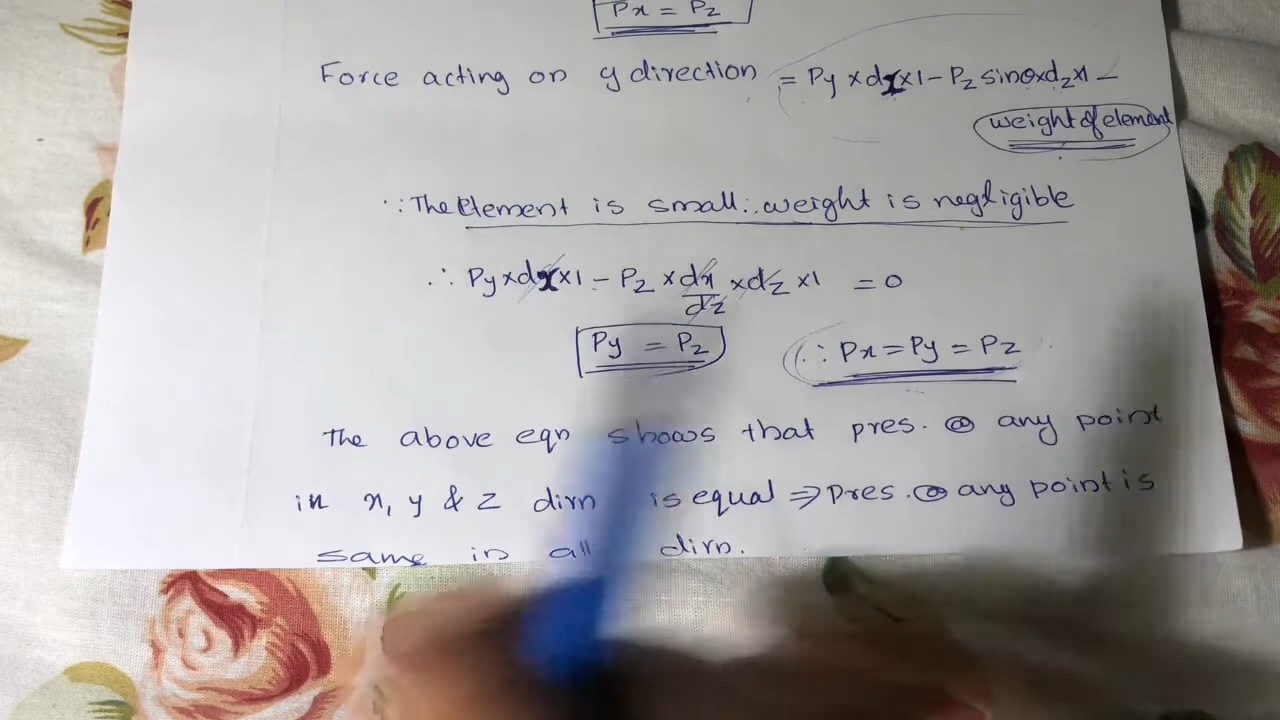 Px = Pz
Force acting on y direction = Py × dx × 1 – Pz sinθ × dz × 1 –
weight of element
∵ The Element is small ∴ weight is negligible
∴ Py × dx × 1 – Pz × dx/dz × dz × 1 = 0
Py = Pz ∴ Px = Py = Pz
The above eqn shows that pres. @ any point
in x, y & z dirn is equal ⇒ Pres. @ any point is
same in all dirn.